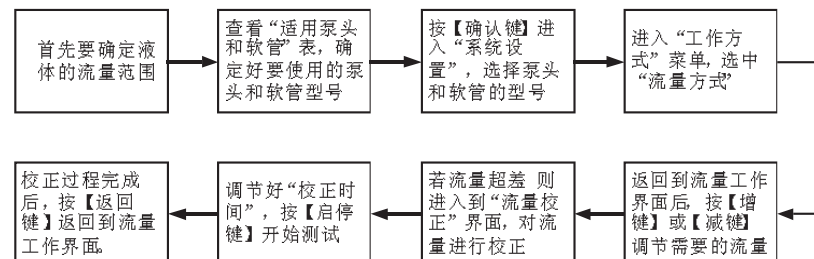 首先要确定液
体的流量范围
查看“适用泵头
和软管”表，确
定好要使用的泵
头和软管型号
按【确认键】进
入“系统设
置”，选择泵头
和软管的型号
进入“工作方
式”菜单，选中
“流量方式”
返回到流量工作
界面后，按【增
键】或【减键】
调节需要的流量
若流量超差 则
进入到“流量校
正”界面，对流
量进行校正
调节好“校正时
间”，按【启停
键】开始测试
校正过程完成
后，按【返回
键】返回到流量
工作界面。